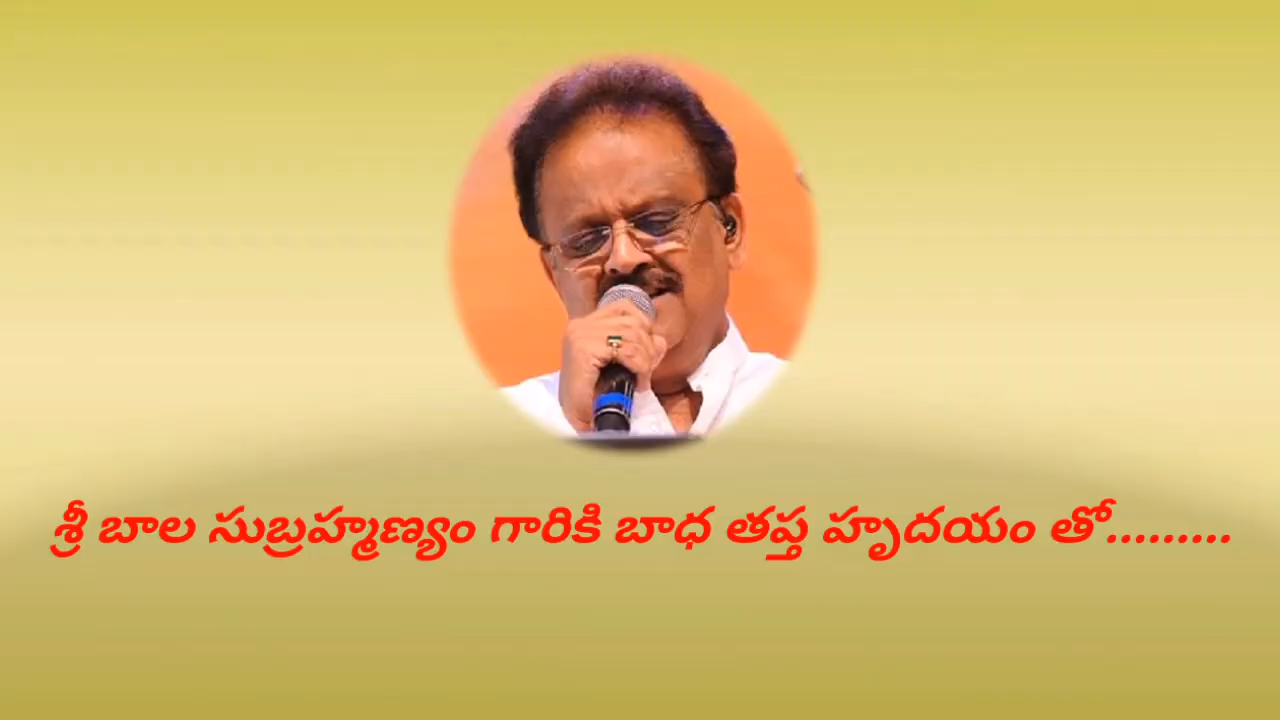 శ్రీ బాల సుబ్రహ్మణ్యం గారికి బాధ తప్త హృదయం తో.........